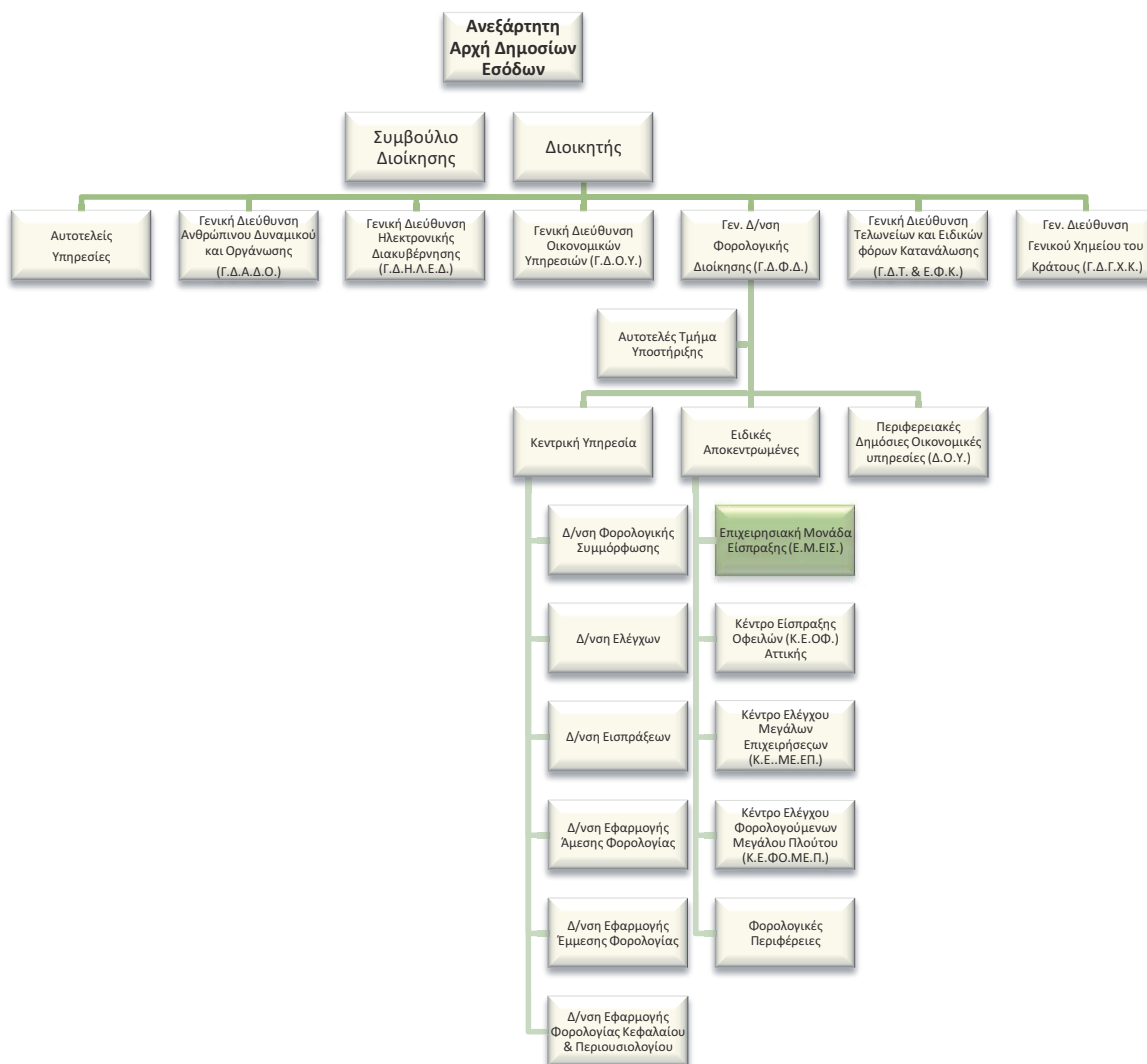 Ανεξάρτητη
Αρχή Δημοσίων
Εσόδων
Συμβούλιο
Διοίκησης
Διοικητής
Αυτοτελείς
Υπηρεσίες
Γενική Διεύθυνση
Ανθρώπινου Δυναμικού
και Οργάνωσης
(Γ.Δ.Α.Δ.Ο.)
Γενική Διεύθυνση
Ηλεκτρονικής
Διακυβέρνησης
(Γ.Δ.Η.Λ.Ε.Δ.)
Γενική Διεύθυνση
Οικονομικών
Υπηρεσιών (Γ.Δ.Ο.Υ.)
Γεν. Δ/νση
Φορολογικής
Διοίκησης (Γ.Δ.Φ.Δ.)
Γενική Διεύθυνση
Τελωνείων και Ειδικών
φόρων Κατανάλωσης
(Γ.Δ.Τ. & Ε.Φ.Κ.)
Γεν. Διεύθυνση
Γενικού Χημείου του
Κράτους (Γ.Δ.Γ.Χ.Κ.)
Αυτοτελές Τμήμα
Υποστήριξης
Κεντρική Υπηρεσία
Ειδικές
Αποκεντρωμένες
Περιφερειακές
Δημόσιες Οικονομικές
υπηρεσίες (Δ.Ο.Υ.)
Δ/νση Φορολογικής
Συμμόρφωσης
Δ/νση Ελέγχων
Δ/νση Εισπράξεων
Δ/νση Εφαρμογής
Άμεσης Φορολογίας
Δ/νση Εφαρμογής
Έμμεσης Φορολογίας
Δ/νση Εφαρμογής
Φορολογίας Κεφαλαίου
& Περιουσιολογίου
Επιχειρησιακή Μονάδα
Είσπραξης (Ε.Μ.ΕΙΣ.)
Κέντρο Είσπραξης
Οφειλών (Κ.Ε.ΟΦ.)
Αττικής
Κέντρο Ελέγχου
Μεγάλων
Επιχειρήσεςων
(Κ.Ε..ΜΕ.ΕΠ.)
Κέντρο Ελέγχου
Φορολογούμενων
Μεγάλου Πλούτου
(Κ.Ε.ΦΟ.ΜΕ.Π.)
Φορολογικές
Περιφέρειες